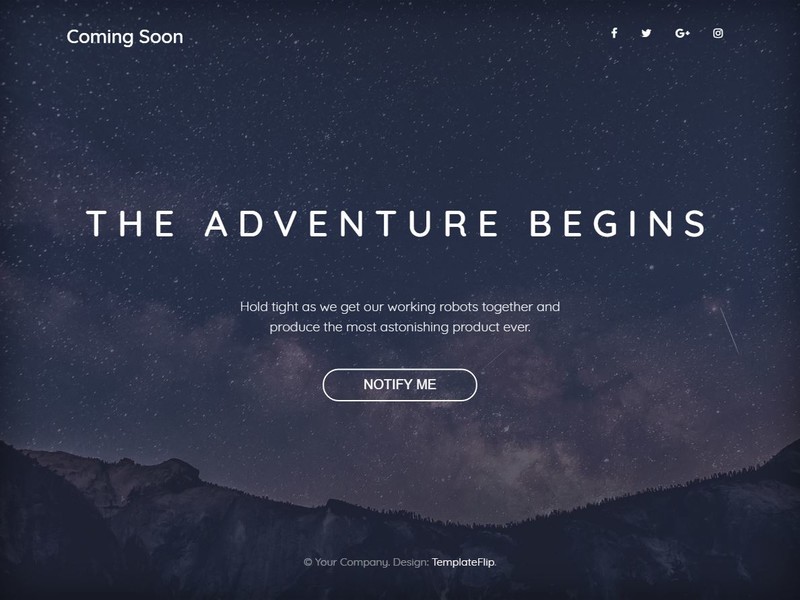 Coming Soon
THE ADVENTURE BEGINS
Hold tight as we get our working robots together and
produce the most astonishing product ever.
NOTIFY ME
© Your Company. Design: TemplateFlip.